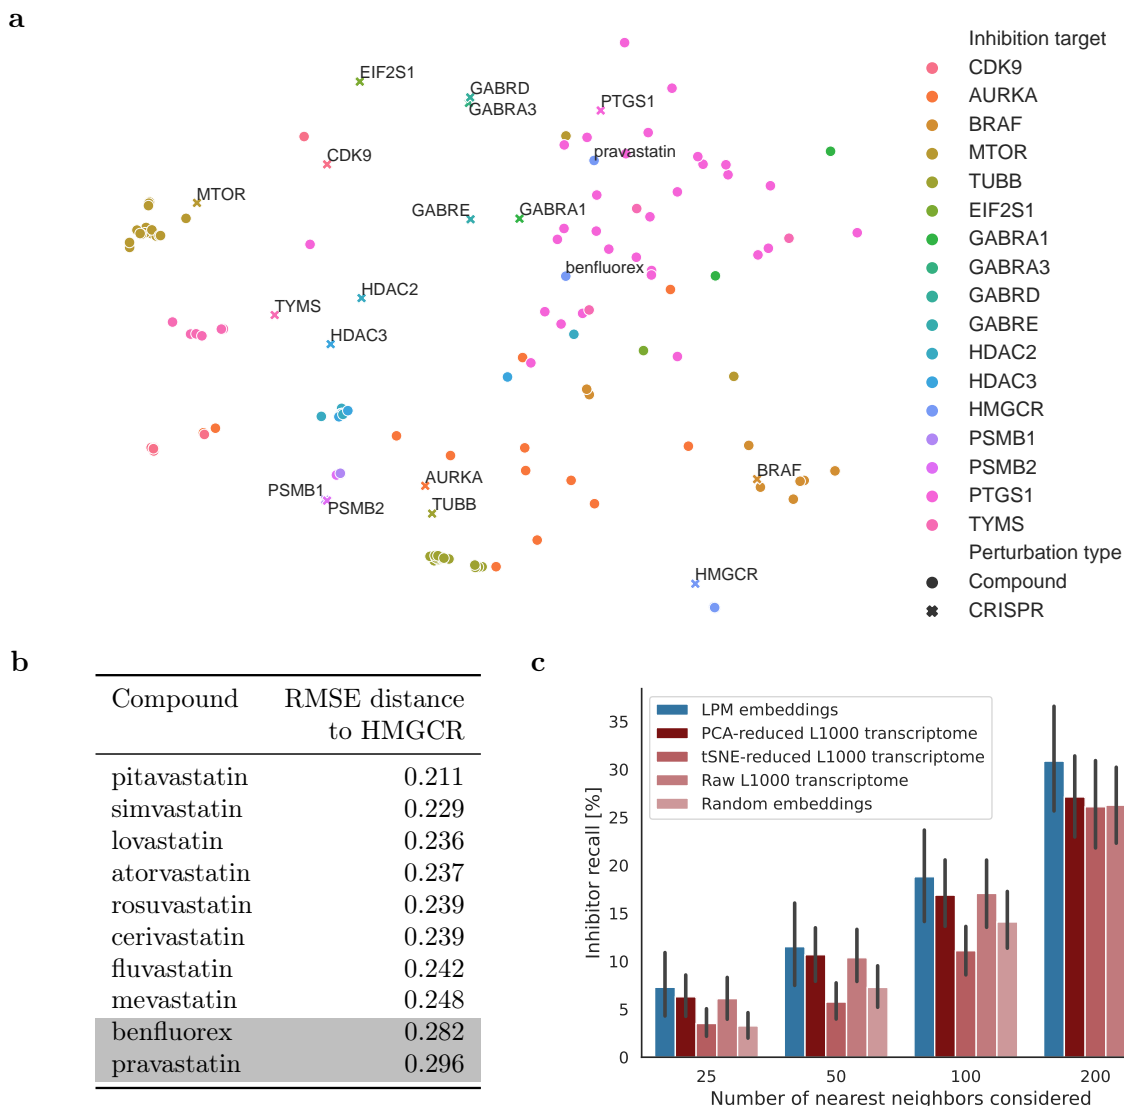 a
EIF2S1
GABRD
GABRA3
PTGS1
CDK9
pravastatin
MTOR
GABRE
GABRA1
benfluorex
HDAC2
TYMS
HDAC3
PSMB1
PSMB2
AURKA
TUBB
BRAF
HMGCR
Inhibition target
CDK9
AURKA
BRAF
MTOR
TUBB
EIF2S1
GABRA1
GABRA3
GABRD
GABRE
HDAC2
HDAC3
HMGCR
PSMB1
PSMB2
PTGS1
TYMS
Perturbation type
Compound
CRISPR
b
Compound RMSE distance
to HMGCR
pitavastatin 0.211
simvastatin 0.229
lovastatin 0.236
atorvastatin 0.237
rosuvastatin 0.239
cerivastatin 0.239
fluvastatin 0.242
mevastatin 0.248
benfluorex 0.282
pravastatin 0.296
c
LPM embeddings
PCA-reduced L1000 transcriptome
tSNE-reduced L1000 transcriptome
Raw L1000 transcriptome
Random embeddings
Inhibitor recall [%]
35
30
25
20
15
10
5
0
25 50 100 200
Number of nearest neighbors considered